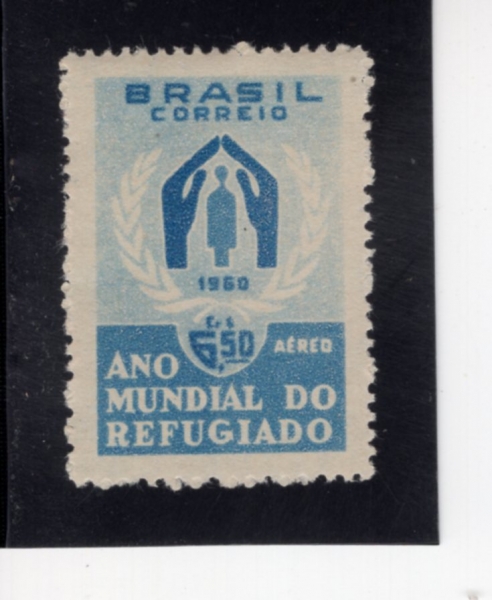 BRASIL
CORREIO
1960
Cr$
6,50
AÉREO
ANO
MUNDIAL DO
REFUGIADO